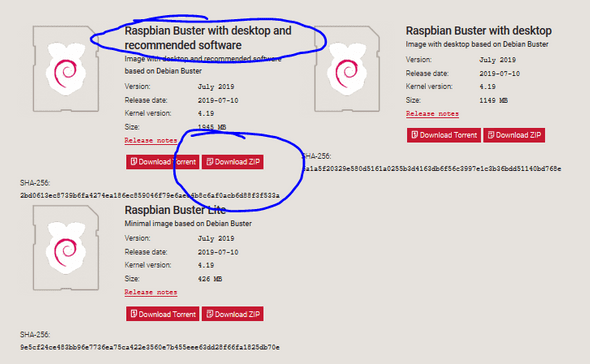 Raspbian Buster with desktop and
recommended software
Image with desktop and recommended software
based on Debian Buster
Version: July 2019
Release date: 2019-07-10
Kernel version: 4.19
Size: 1945 MB
Release notes
Download Torrent
Download ZIP
SHA-256:
Raspbian Buster with desktop
Image with desktop based on Debian Buster
Version: July 2019
Release date: 2019-07-10
Kernel version: 4.19
Size: 1149 MB
Release notes
Download Torrent
Download ZIP
SHA-256:
Raspbian Buster Lite
Minimal image based on Debian Buster
Version: July 2019
Release date: 2019-07-10
Kernel version: 4.19
Size: 426 MB
Release notes
Download Torrent
Download ZIP
SHA-256:
9e5cf24ce483bb96e7736ea75ca422e3560e7b455eee63dd28f66fa1825db70e